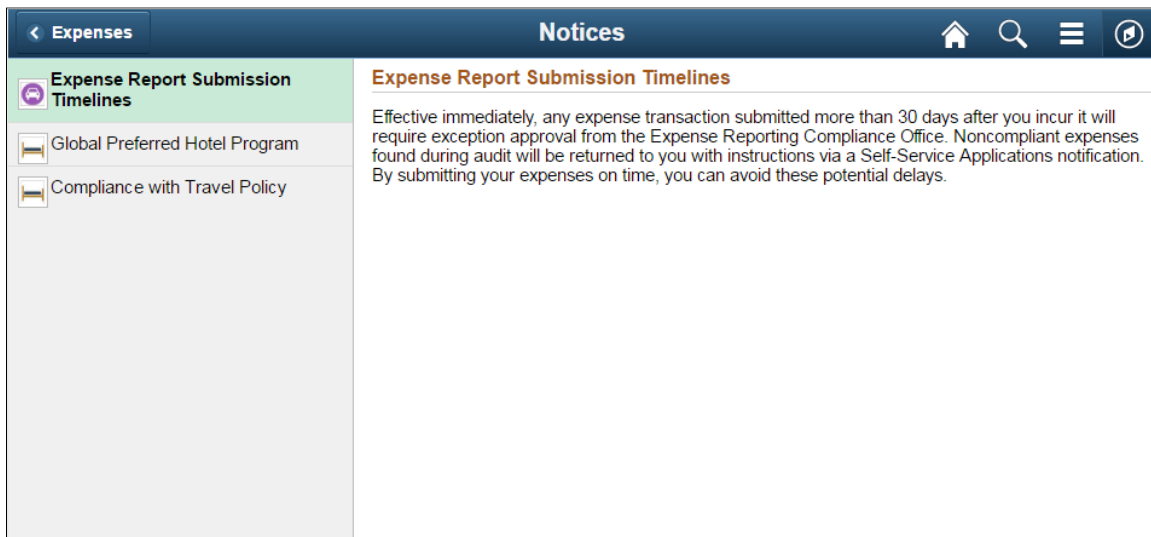 Expenses
Notices
Expense Report Submission
Timelines
Global Preferred Hotel Program
Compliance with Travel Policy
Expense Report Submission Timelines
Effective immediately, any expense transaction submitted more than 30 days after you incur it will
require exception approval from the Expense Reporting Compliance Office. Noncompliant expenses
found during audit will be returned to you with instructions via a Self-Service Applications notification.
By submitting your expenses on time, you can avoid these potential delays.